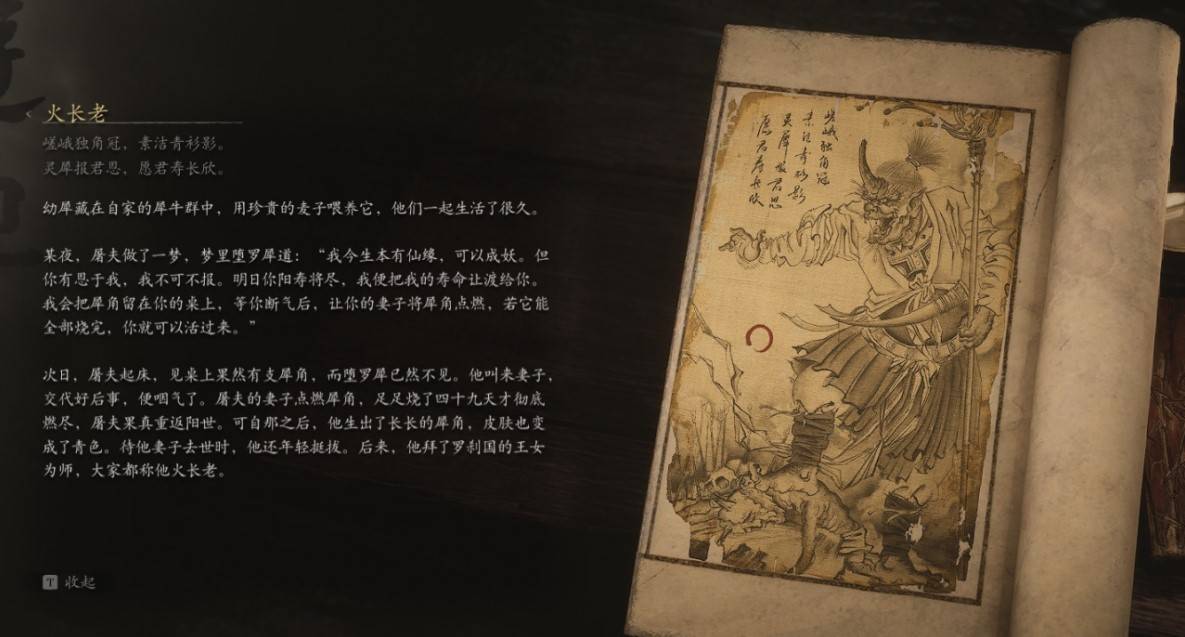 火长老
嵯峨独角冠，素洁青衫影。
灵犀报君恩，愿君寿长欣。
幼犀藏在自家的犀牛群中，用珍贵的麦子喂养它，他们一起生活了很久。
某夜，屠夫做了一梦，梦里堕罗犀道：“我今生本有仙缘，可以成妖。但
你有恩于我，我不可不报。明日你阳寿将尽，我便把我的寿命让渡给你。
我会把犀角留在你的桌上，等你断气后，让你的妻子将犀角点燃，若它能
全部烧完，你就可以活过来。”
次日，屠夫起床，见桌上果然有支犀角，而堕罗犀已然不见。他叫来妻子，
交代好后事，便咽气了。屠夫的妻子点燃犀角，足足烧了四十九天才彻底
燃尽，屠夫果真重返阳世。可自那之后，他生出了长长的犀角，皮肤也变
成了青色。待他妻子去世时，他还年轻挺拔。后来，他拜了罗刹国的王女
为师，大家都称他火长老。
T 收起
嵯峨独角冠
素洁青衫影
灵犀报君恩
愿君寿长欣